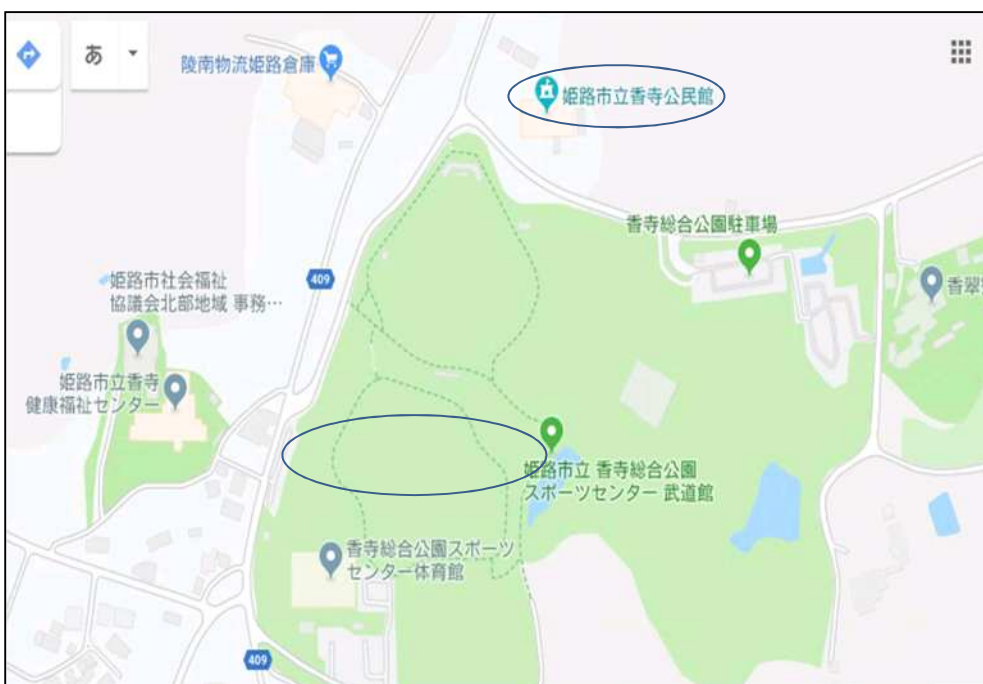 あ
陵南物流姫路倉庫
姫路市立香寺公民館
香寺総合公園駐車場
409
姫路市社会福祉
協議会北部地域 事務…
香翠
姫路市立香寺
健康福祉センター
姫路市立 香寺総合公園
スポーツセンター 武道館
香寺総合公園スポーツ
センター体育館
409